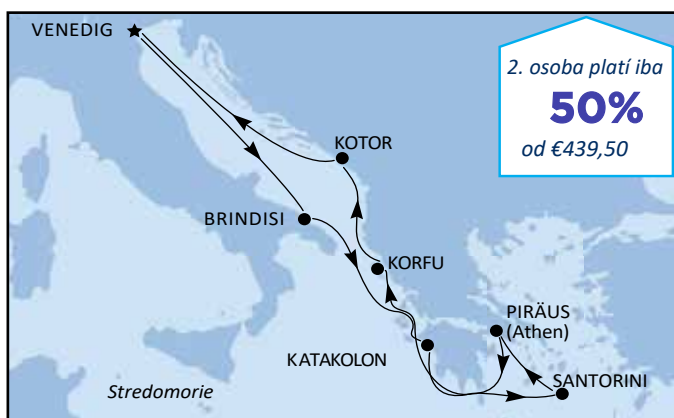 VENEDIG
2. osoba platí iba
50%
od €439,50
KOTOR
BRINDISI
KORFU
PIRÄUS
(Athen)
KATAKOLON
SANTORINI
Stredomorie